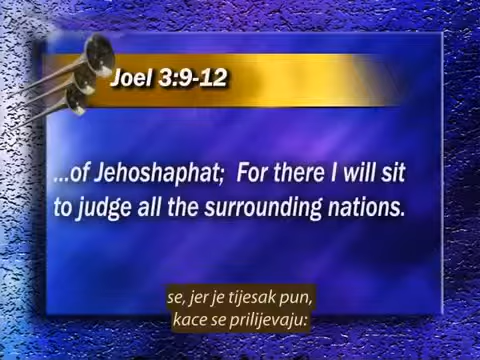 Joel 3:9-12
...of Jehoshaphat;  For there I will sit
to judge all the surrounding nations.
se, jer je tijesak pun,
kace se prilijevaju: